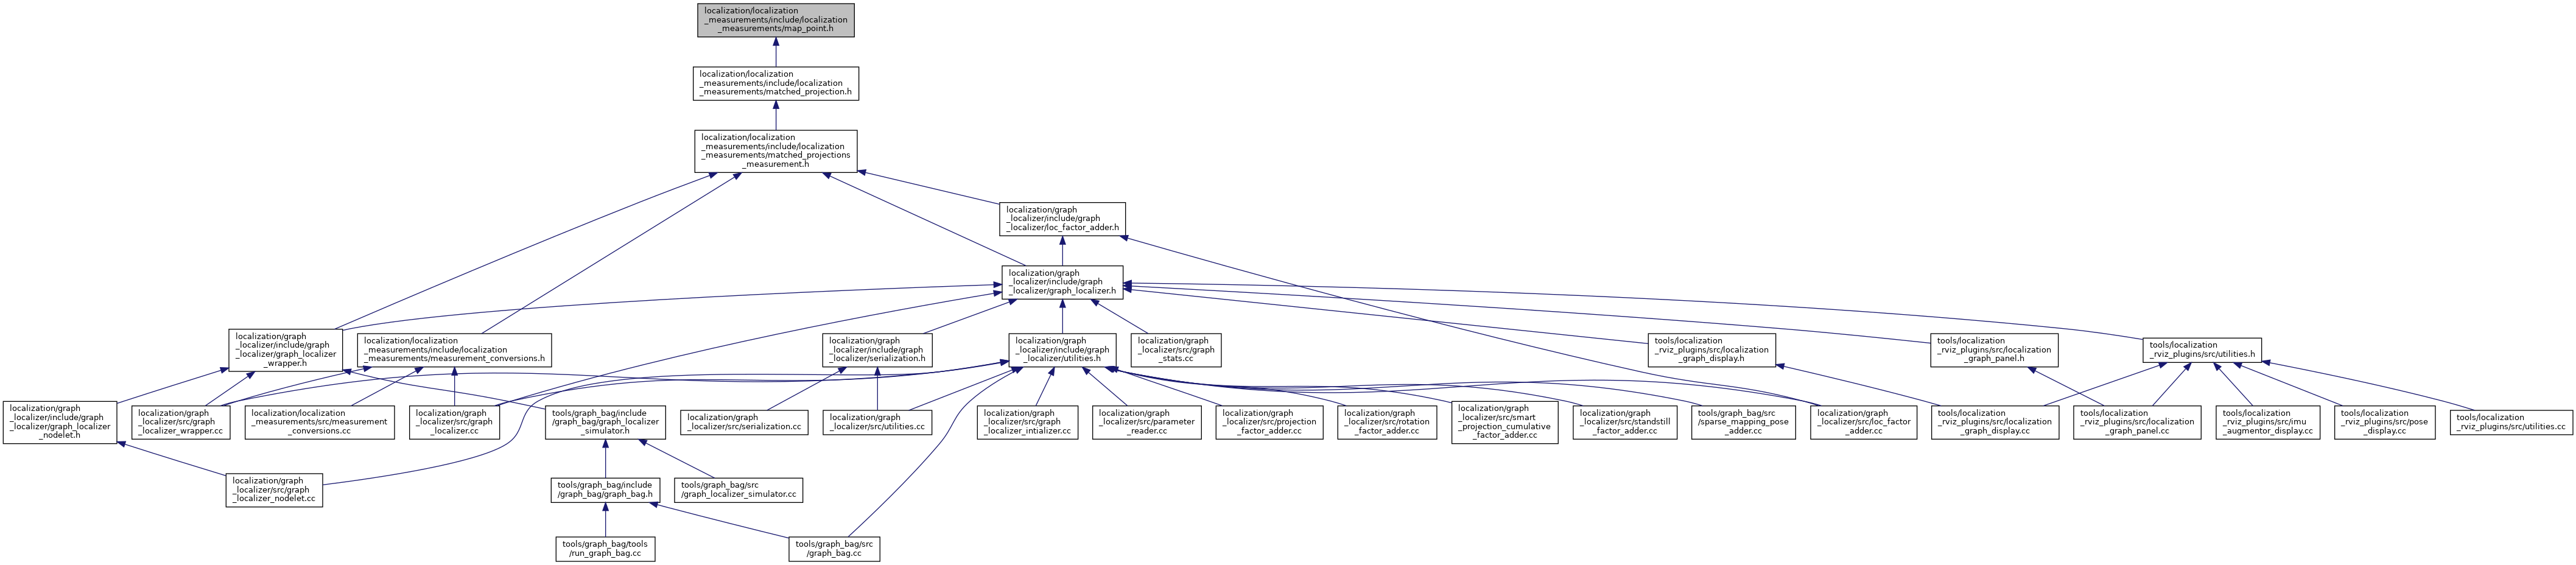 localization/localization
_measurements/include/localization
_measurements/map_point.h
localization/localization
_measurements/include/localization
_measurements/matched_projection.h
localization/localization
_measurements/include/localization
_measurements/matched_projections
_measurement.h
localization/graph
_localizer/include/graph
_localizer/loc_factor_adder.h
localization/graph
_localizer/include/graph
_localizer/graph_localizer.h
localization/graph
_localizer/include/graph
_localizer/graph_localizer
_wrapper.h
localization/localization
_measurements/include/localization
_measurements/measurement_conversions.h
localization/graph
_localizer/include/graph
_localizer/serialization.h
localization/graph
_localizer/include/graph
_localizer/utilities.h
localization/graph
_localizer/src/graph
_stats.cc
tools/localization
_rviz_plugins/src/localization
_graph_display.h
tools/localization
_rviz_plugins/src/localization
_graph_panel.h
tools/localization
_rviz_plugins/src/utilities.h
localization/graph
_localizer/include/graph
_localizer/graph_localizer
_nodelet.h
localization/graph
_localizer/src/graph
_localizer_wrapper.cc
localization/localization
_measurements/src/measurement
_conversions.cc
localization/graph
_localizer/src/graph
_localizer.cc
tools/graph_bag/include
/graph_bag/graph_localizer
_simulator.h
localization/graph
_localizer/src/serialization.cc
localization/graph
_localizer/src/utilities.cc
localization/graph
_localizer/src/graph
_localizer_initializer.cc
localization/graph
_localizer/src/parameter
_reader.cc
localization/graph
_localizer/src/projection
_factor_adder.cc
localization/graph
_localizer/src/rotation
_factor_adder.cc
localization/graph
_localizer/src/smart
_projection_cumulative
_factor_adder.cc
localization/graph
_localizer/src/standstill
_factor_adder.cc
tools/graph_bag/src
/sparse_mapping_pose
_adder.cc
localization/graph
_localizer/src/loc_factor
_adder.cc
tools/localization
_rviz_plugins/src/localization
_graph_display.cc
tools/localization
_rviz_plugins/src/localization
_graph_panel.cc
tools/localization
_rviz_plugins/src/imu
_augmentor_display.cc
tools/localization
_rviz_plugins/src/pose
_display.cc
tools/localization
_rviz_plugins/src/utilities.cc
localization/graph
_localizer/src/graph
_localizer_nodelet.cc
tools/graph_bag/include
/graph_bag/graph_bag.h
tools/graph_bag/src
/graph_localizer_simulator.cc
tools/graph_bag/tools
/run_graph_bag.cc
tools/graph_bag/src
/graph_bag.cc